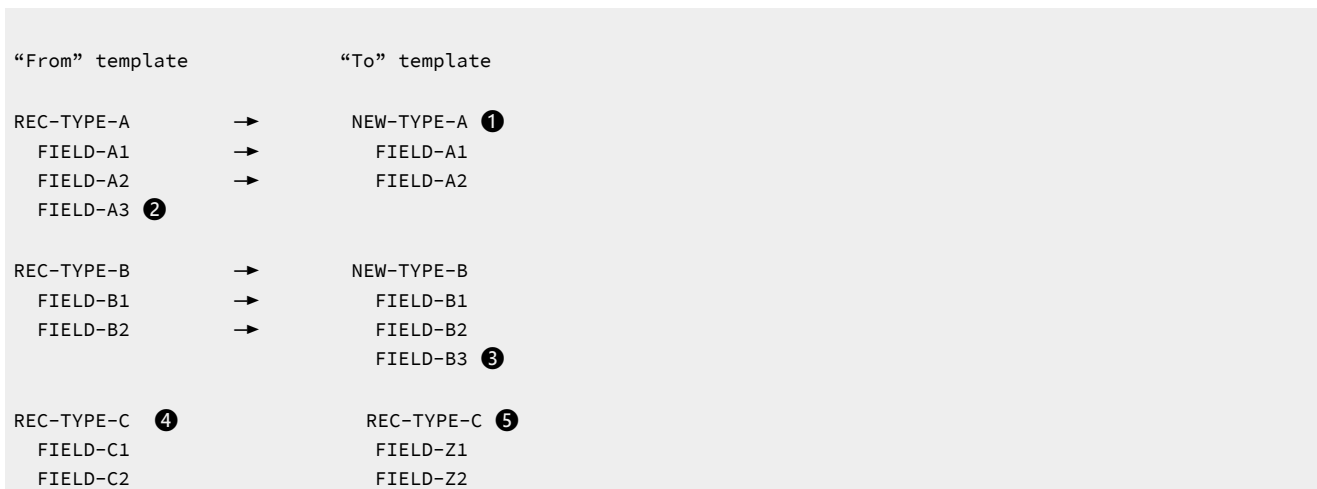 “From” template “To” template
REC-TYPE-A → NEW-TYPE-A ❶
FIELD-A1 → FIELD-A1
FIELD-A2 → FIELD-A2
FIELD-A3 ❷
REC-TYPE-B → NEW-TYPE-B
FIELD-B1 → FIELD-B1
FIELD-B2 → FIELD-B2
FIELD-B3 ❸
REC-TYPE-C ❹ REC-TYPE-C ❺
FIELD-C1 FIELD-Z1
FIELD-C2 FIELD-Z2